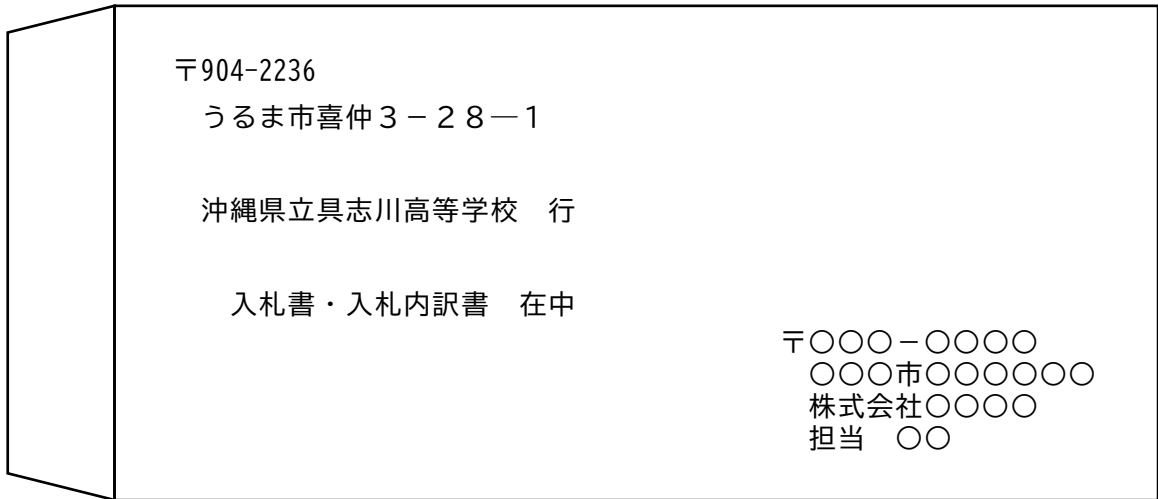 〒904-2236
うるま市喜仲３－２８―１
沖縄県立具志川高等学校　行
入札書・入札内訳書　在中
〒○○○－○○○○
○○○市○○○○○○
株式会社○○○○
担当　○○